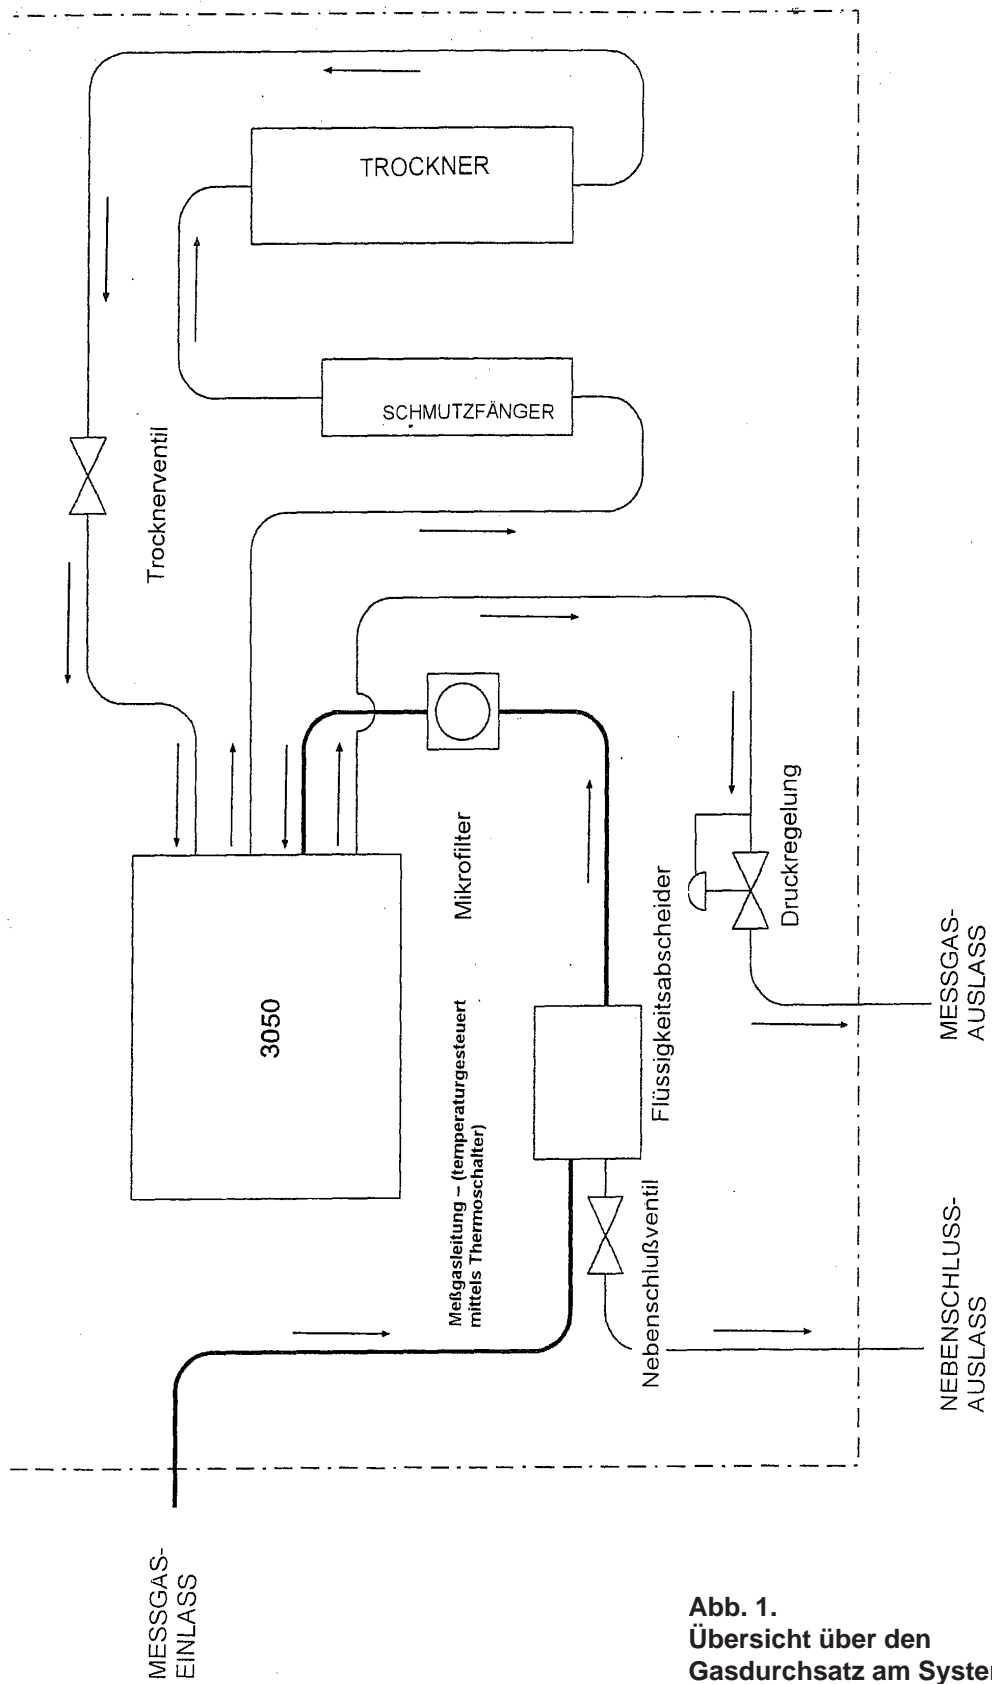 TROCKNER
SCHMUTZFÄNGER
Trocknerventil
3050
Mikrofilter
Meßgasleitung – (temperaturgesteuert
mittels Thermoschalter)
Flüssigkeitsabscheider
Druckregelung
Nebenschlußventil
MESSGAS-
AUSLASS
NEBENSCHLUSS-
AUSLASS
MESSGAS-
EINLASS
Abb. 1.
Übersicht über den
Gasdurchsatz am System